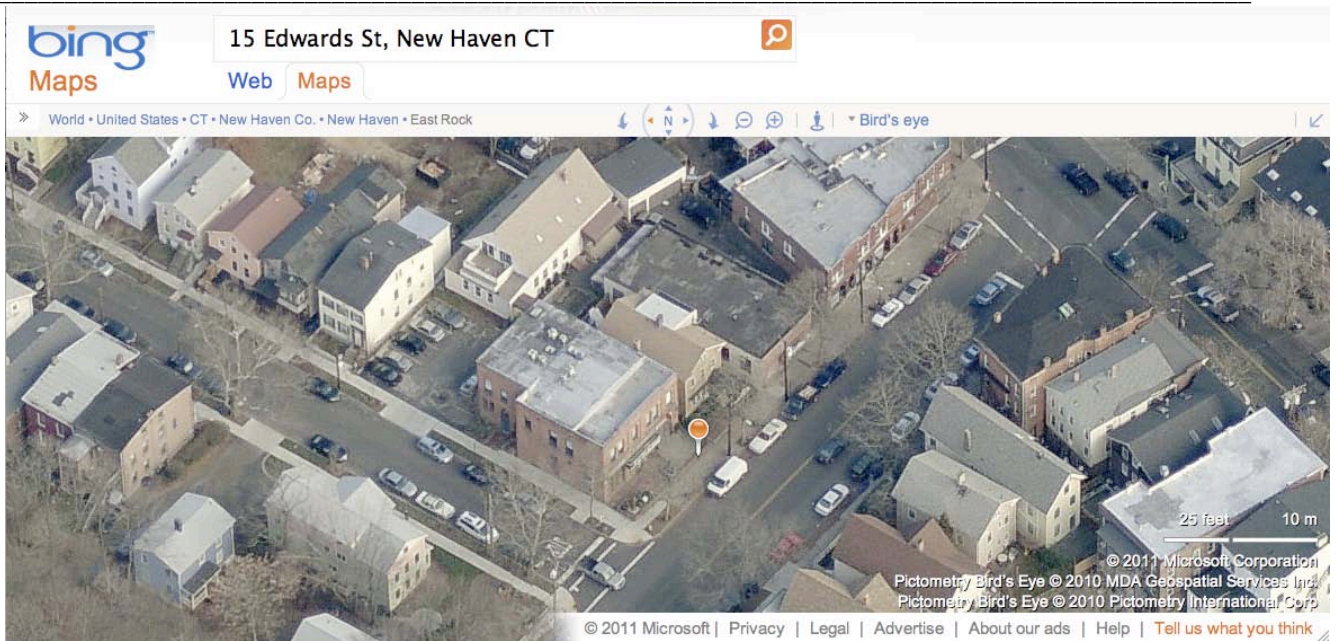 bing™
Maps
15 Edwards St, New Haven CT
Web Maps
» World • United States • CT • New Haven Co. • New Haven • East Rock
N
Bird's eye
25 feet 10 m
© 2011 Microsoft Corporation
Pictometry Bird's Eye © 2010 MDA Geospatial Services Inc.
Pictometry Bird's Eye © 2010 Pictometry International Corp
© 2011 Microsoft | Privacy | Legal | Advertise | About our ads | Help | Tell us what you think